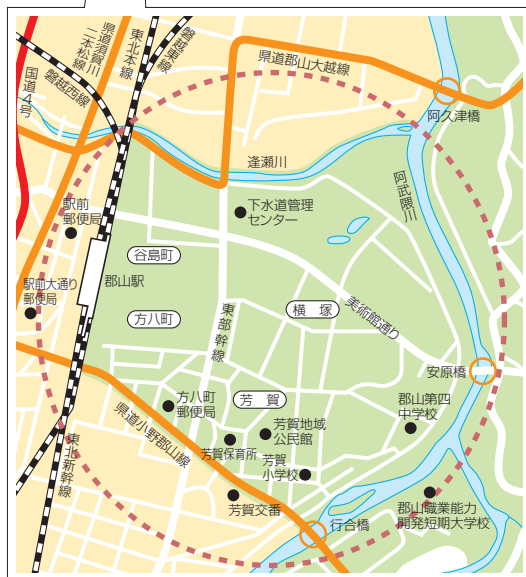 国道4号
磐越西線
県道須賀川
二本松線
東北本線
磐越東線
県道郡山大越線
阿久津橋
逢瀬川
阿武隈川
駅前
郵便局
下水道管理
センター
谷島町
郡山駅
駅前大通り
郵便局
方八町
東部幹線
横塚
美術館通り
安原橋
方八町
郵便局
芳賀
郡山第四
中学校
芳賀地域
公民館
県道小野郡山線
芳賀保育所
芳賀
小学校
東北新幹線
芳賀交番
行合橋
郡山職業能力
開発短期大学校